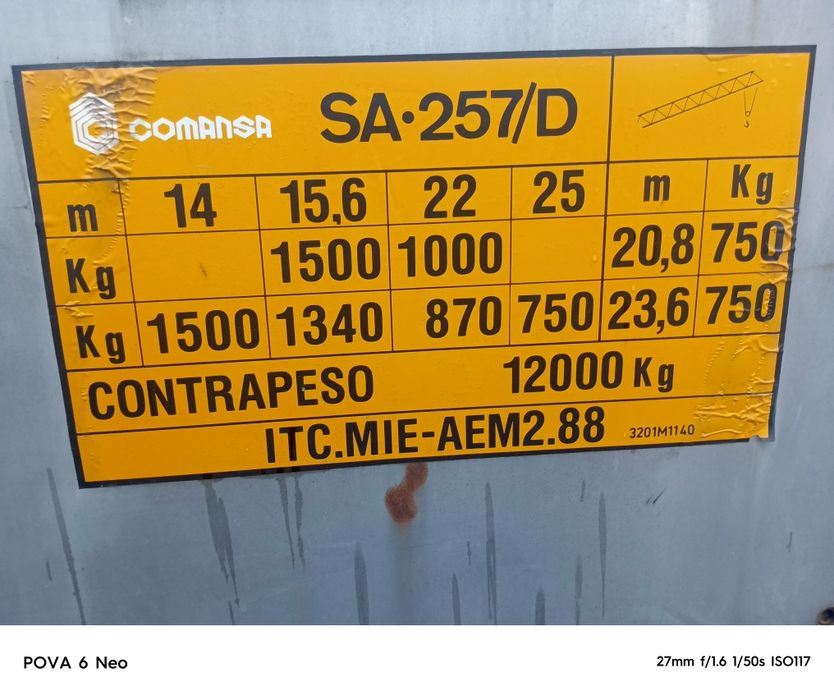 COMANSA SA·257/D
m 14 15,6 22 25 m Kg
Kg 1500 1000 20,8 750
Kg 1500 1340 870 750 23,6 750
CONTRAPESO 12000 Kg
ITC.MIE-AEM2.88 3201M1140
POVA 6 Neo 27mm f/1.6 1/50s ISO117